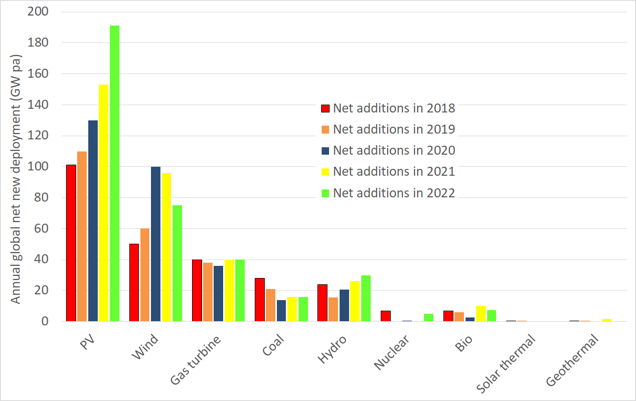 Annual global net new deployment (GW pa)
200
180
160
140
120
100
80
60
40
20
0
Net additions in 2018
Net additions in 2019
Net additions in 2020
Net additions in 2021
Net additions in 2022
PV
Wind
Gas turbine
Coal
Hydro
Nuclear
Bio
Solar thermal
Geothermal